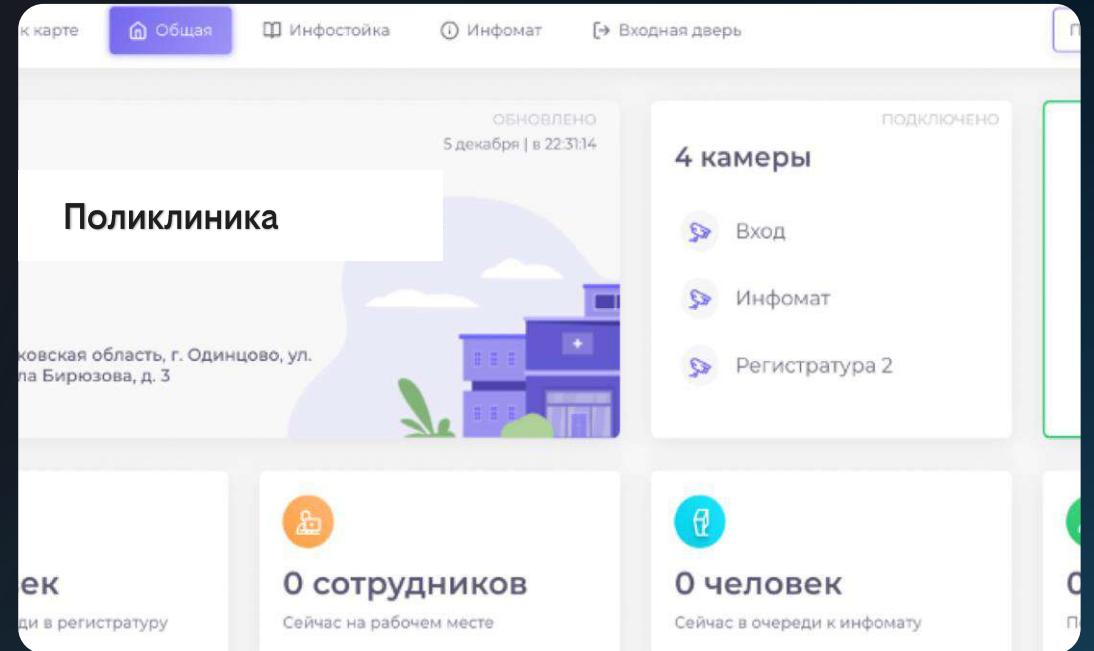 к карте
Общая
Инфостойка
Инфомат
Входная дверь
П
ОБНОВЛЕНО
5 декабря | в 22:31:14
Поликлиника
ковская область, г. Одинцово, ул.
ла Бирюзова, д. 3
ПОДКЛЮЧЕНО
4 камеры
Вход
Инфомат
Регистратура 2
ек
ди в регистратуру
0 сотрудников
Сейчас на рабочем месте
0 человек
Сейчас в очереди к инфомату
0
П